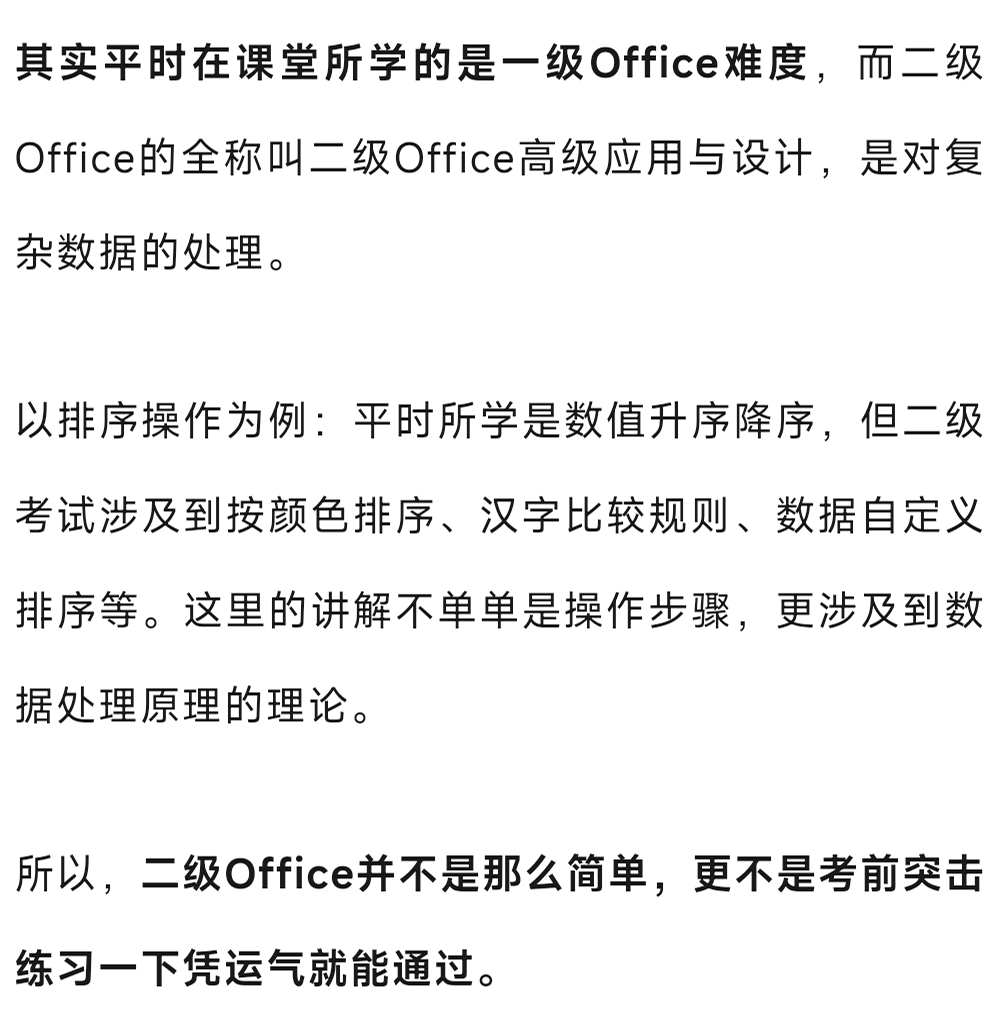 其实平时在课堂所学的是一级Office难度，而二级
Office的全称叫二级Office高级应用与设计，是对复
杂数据的处理。
以排序操作为例：平时所学是数值升序降序，但二级
考试涉及到按颜色排序、汉字比较规则、数据自定义
排序等。这里的讲解不单单是操作步骤，更涉及到数
据处理原理的理论。
所以，二级Office并不是那么简单，更不是考前突击
练习一下凭运气就能通过。